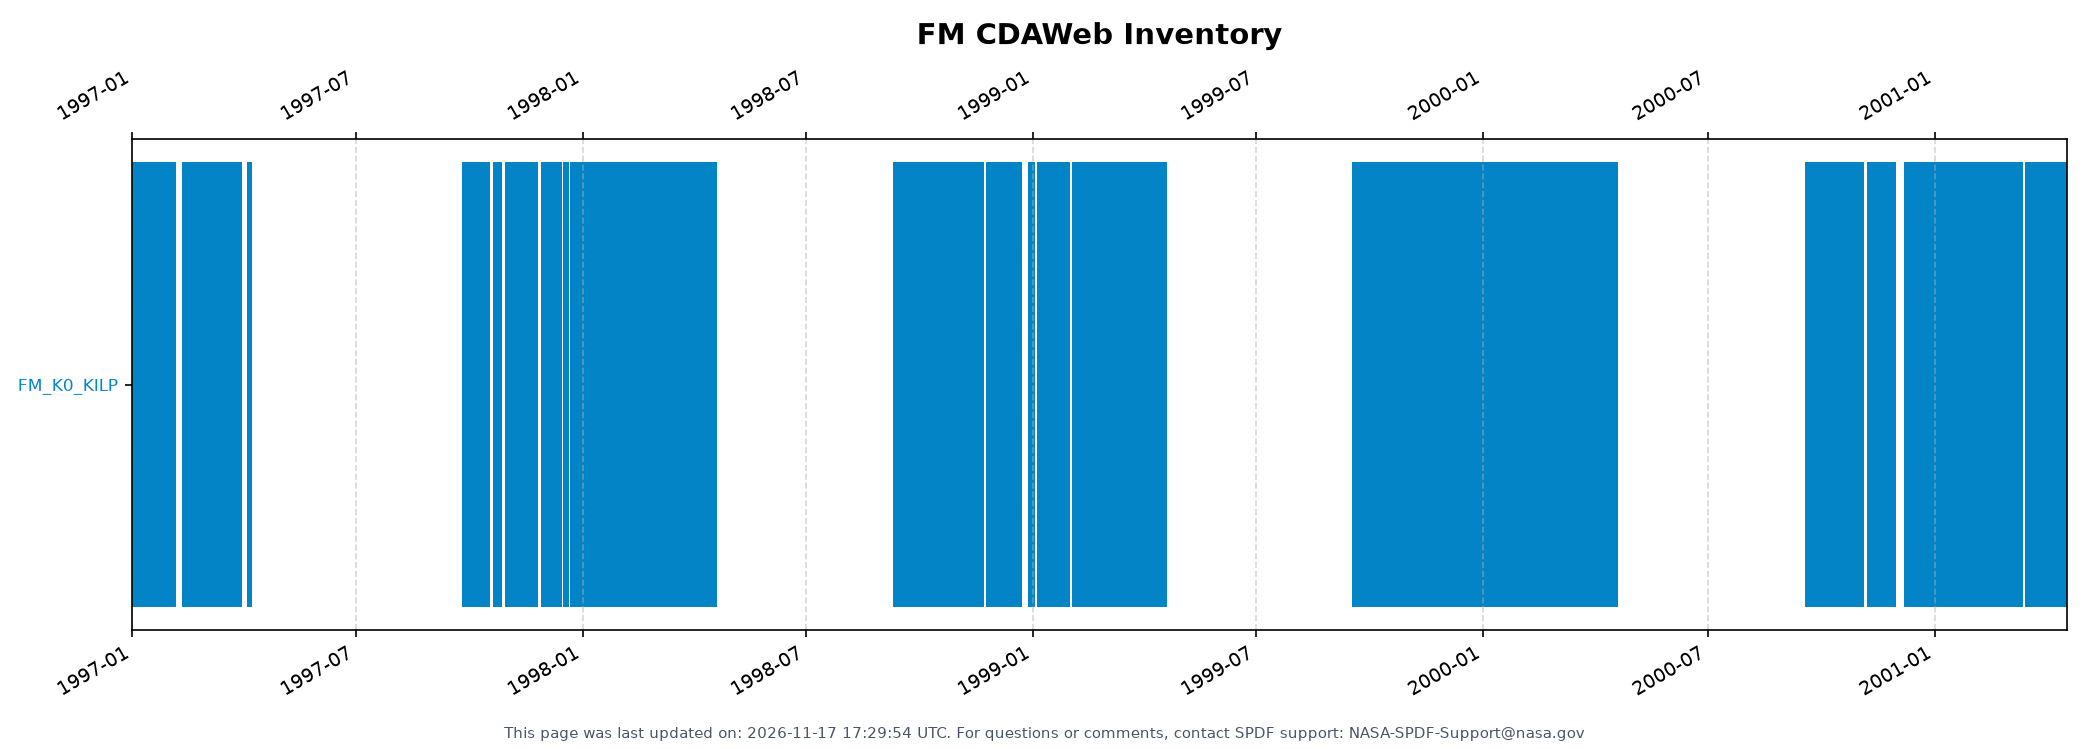 FM CDAWeb Inventory
1997-01 1997-07 1998-01 1998-07 1999-01 1999-07 2000-01 2000-07 2001-01
FM_K0_KILP
1997-01 1997-07 1998-01 1998-07 1999-01 1999-07 2000-01 2000-07 2001-01
This page was last updated on: 2026-11-17 17:29:54 UTC. For questions or comments, contact SPDF support: NASA-SPDF-Support@nasa.gov